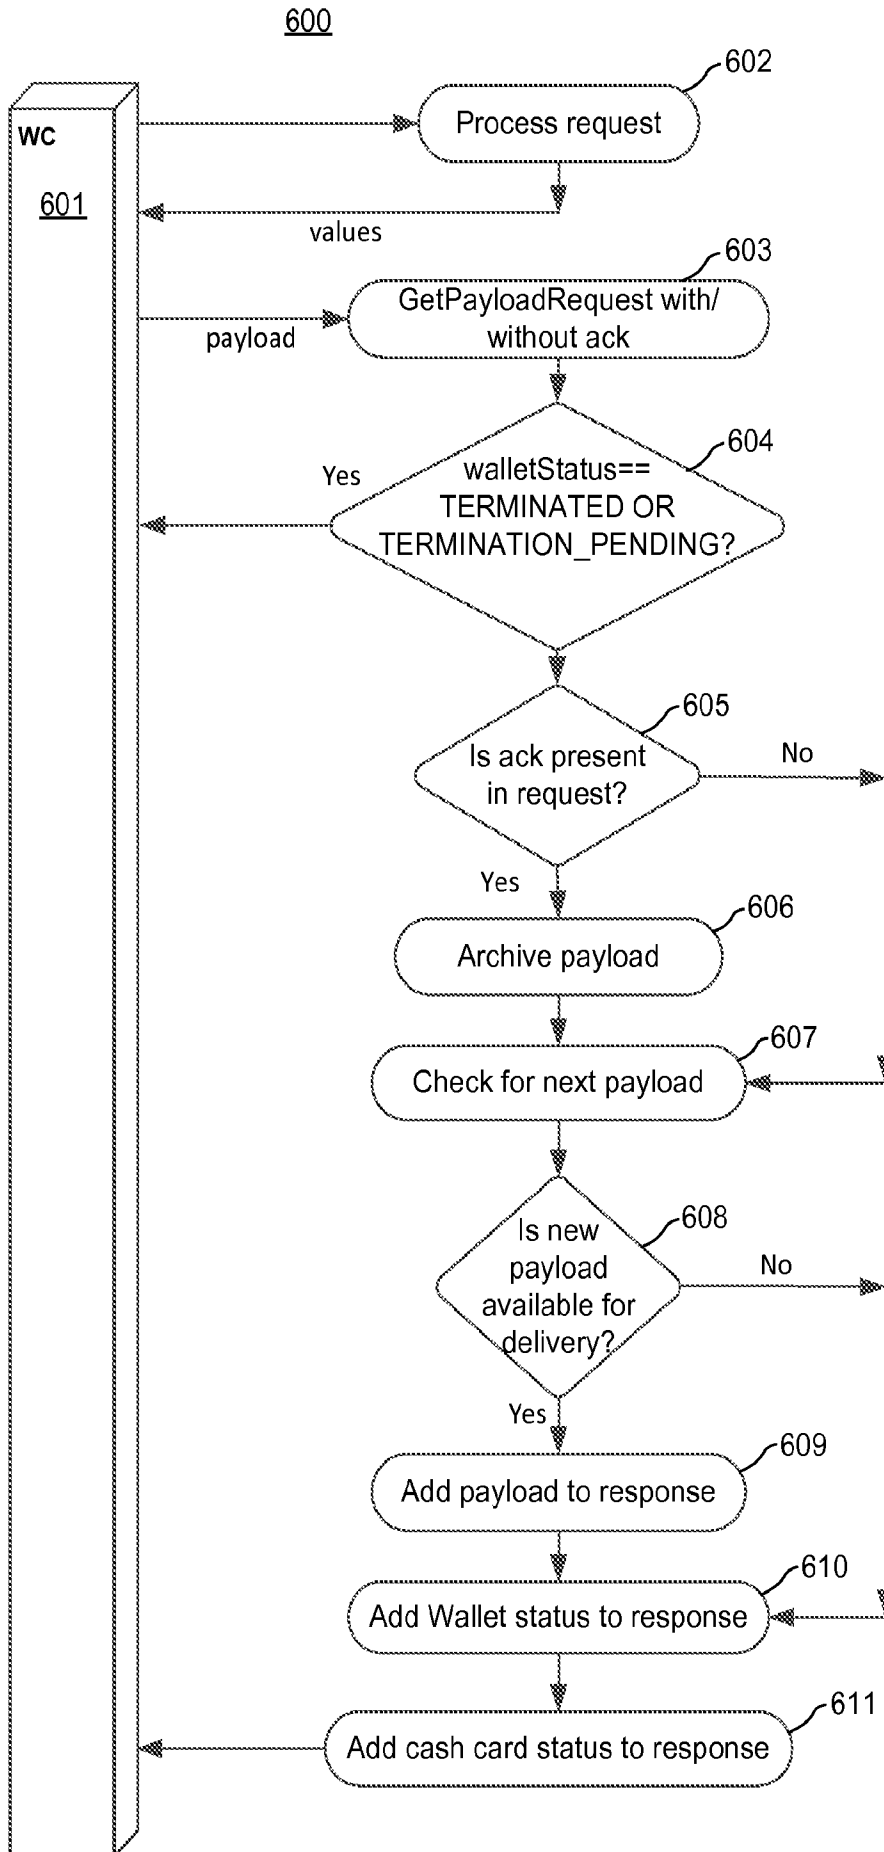 600
602
WC
Process request
601
values
603
GetPayloadRequest with/
without ack
payload
604
Yes
walletStatus==
TERMINATED OR
TERMINATION_PENDING?
605
Is ack present
in request?
No
Yes
606
Archive payload
607
Check for next payload
608
Is new
payload
available for
delivery?
No
Yes
609
Add payload to response
610
Add Wallet status to response
611
Add cash card status to response